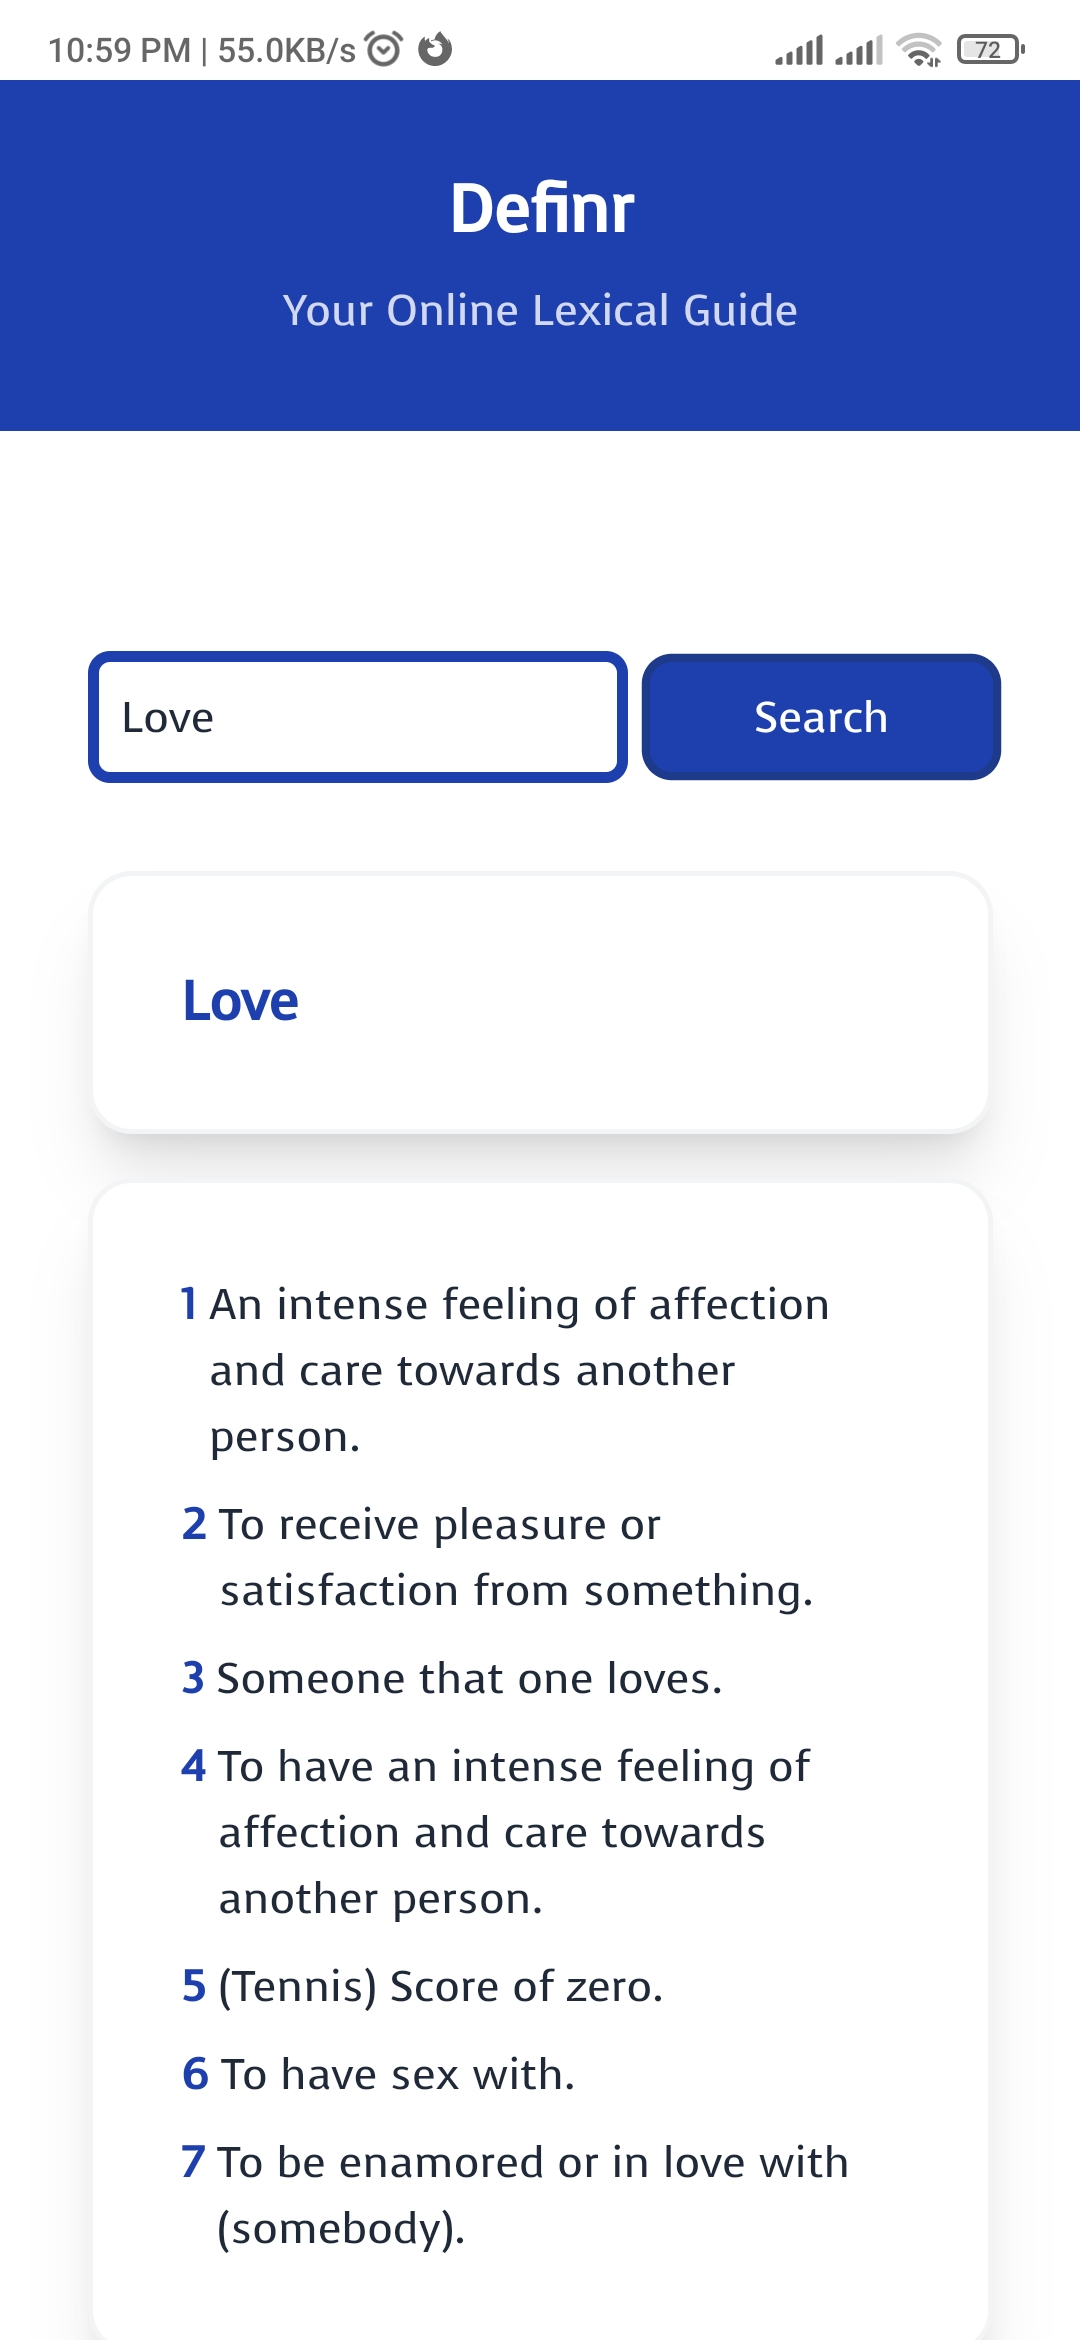 10:59 PM | 55.0KB/s
72
Definr
Your Online Lexical Guide
Love
Search
Love
1 An intense feeling of affection
and care towards another
person.
2 To receive pleasure or
satisfaction from something.
3 Someone that one loves.
4 To have an intense feeling of
affection and care towards
another person.
5 (Tennis) Score of zero.
6 To have sex with.
7 To be enamored or in love with
(somebody).